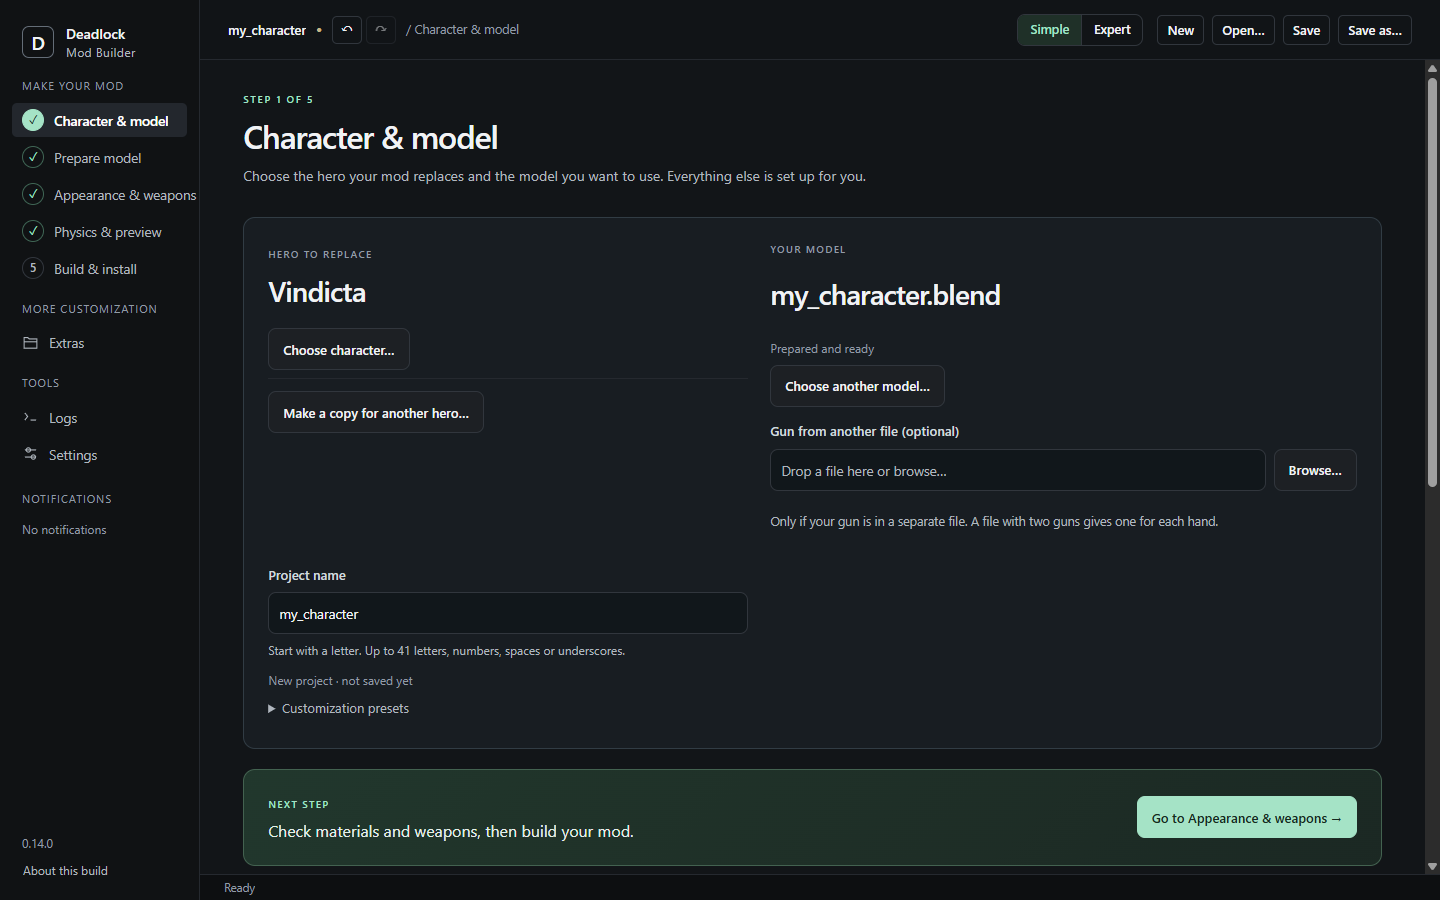 D
Deadlock
Mod Builder
MAKE YOUR MOD
Character & model
Prepare model
Appearance & weapons
Physics & preview
5
Build & install
MORE CUSTOMIZATION
Extras
TOOLS
Logs
Settings
NOTIFICATIONS
No notifications
0.14.0
About this build
my_character
/ Character & model
Simple
Expert
New
Open...
Save
Save as...
STEP 1 OF 5
Character & model
Choose the hero your mod replaces and the model you want to use. Everything else is set up for you.
HERO TO REPLACE
Vindicta
Choose character...
Make a copy for another hero...
YOUR MODEL
my_character.blend
Prepared and ready
Choose another model...
Gun from another file (optional)
Drop a file here or browse...
Browse...
Only if your gun is in a separate file. A file with two guns gives one for each hand.
Project name
my_character
Start with a letter. Up to 41 letters, numbers, spaces or underscores.
New project · not saved yet
Customization presets
NEXT STEP
Check materials and weapons, then build your mod.
Go to Appearance & weapons →
Ready